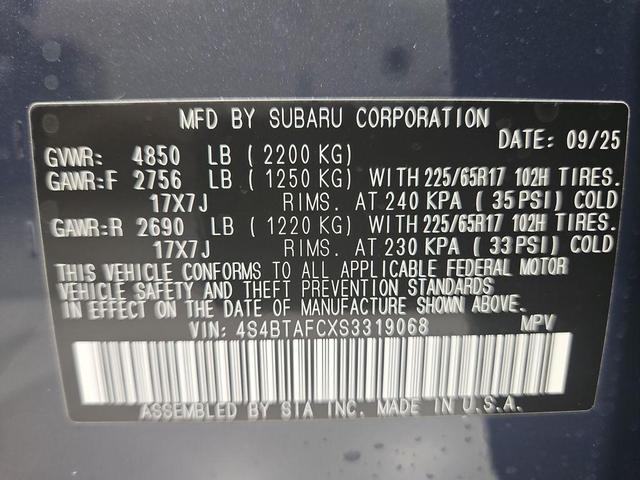 MFD BY SUBARU CORPORATION
DATE: 09/25
GVWR: 4850 LB ( 2200 KG)
GAWR:F 2756 LB ( 1250 KG) WITH 225/65R17 102H TIRES.
17X7J RIMS. AT 240 KPA ( 35 PSI) COLD
GAWR:R 2690 LB ( 1220 KG) WITH 225/65R17 102H TIRES.
17X7J RIMS. AT 230 KPA ( 33 PSI) COLD
THIS VEHICLE CONFORMS TO ALL APPLICABLE FEDERAL MOTOR
VEHICLE SAFETY AND THEFT PREVENTION STANDARDS
IN EFFECT ON THE DATE OF MANUFACTURE SHOWN ABOVE.
VIN: 4S4BTAFCXS3319068 MPV
ASSEMBLED BY SIA INC. MADE IN U.S.A.